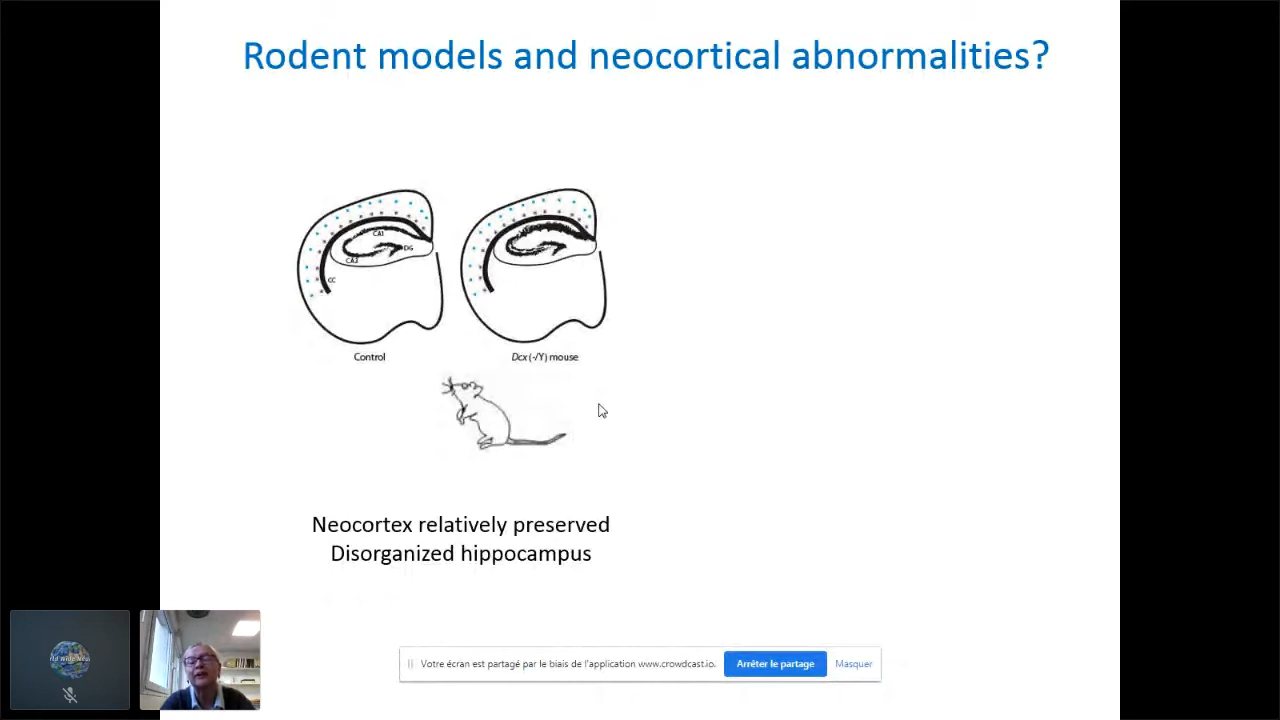 Rodent models and neocortical abnormalities?
CA1
DG
CA3
CC
Control
Dcx (-/Y) mouse
Neocortex relatively preserved
Disorganized hippocampus
Votre écran est partagé par le biais de l'application www.crowdcast.io.
Arrêter le partage
Masquer